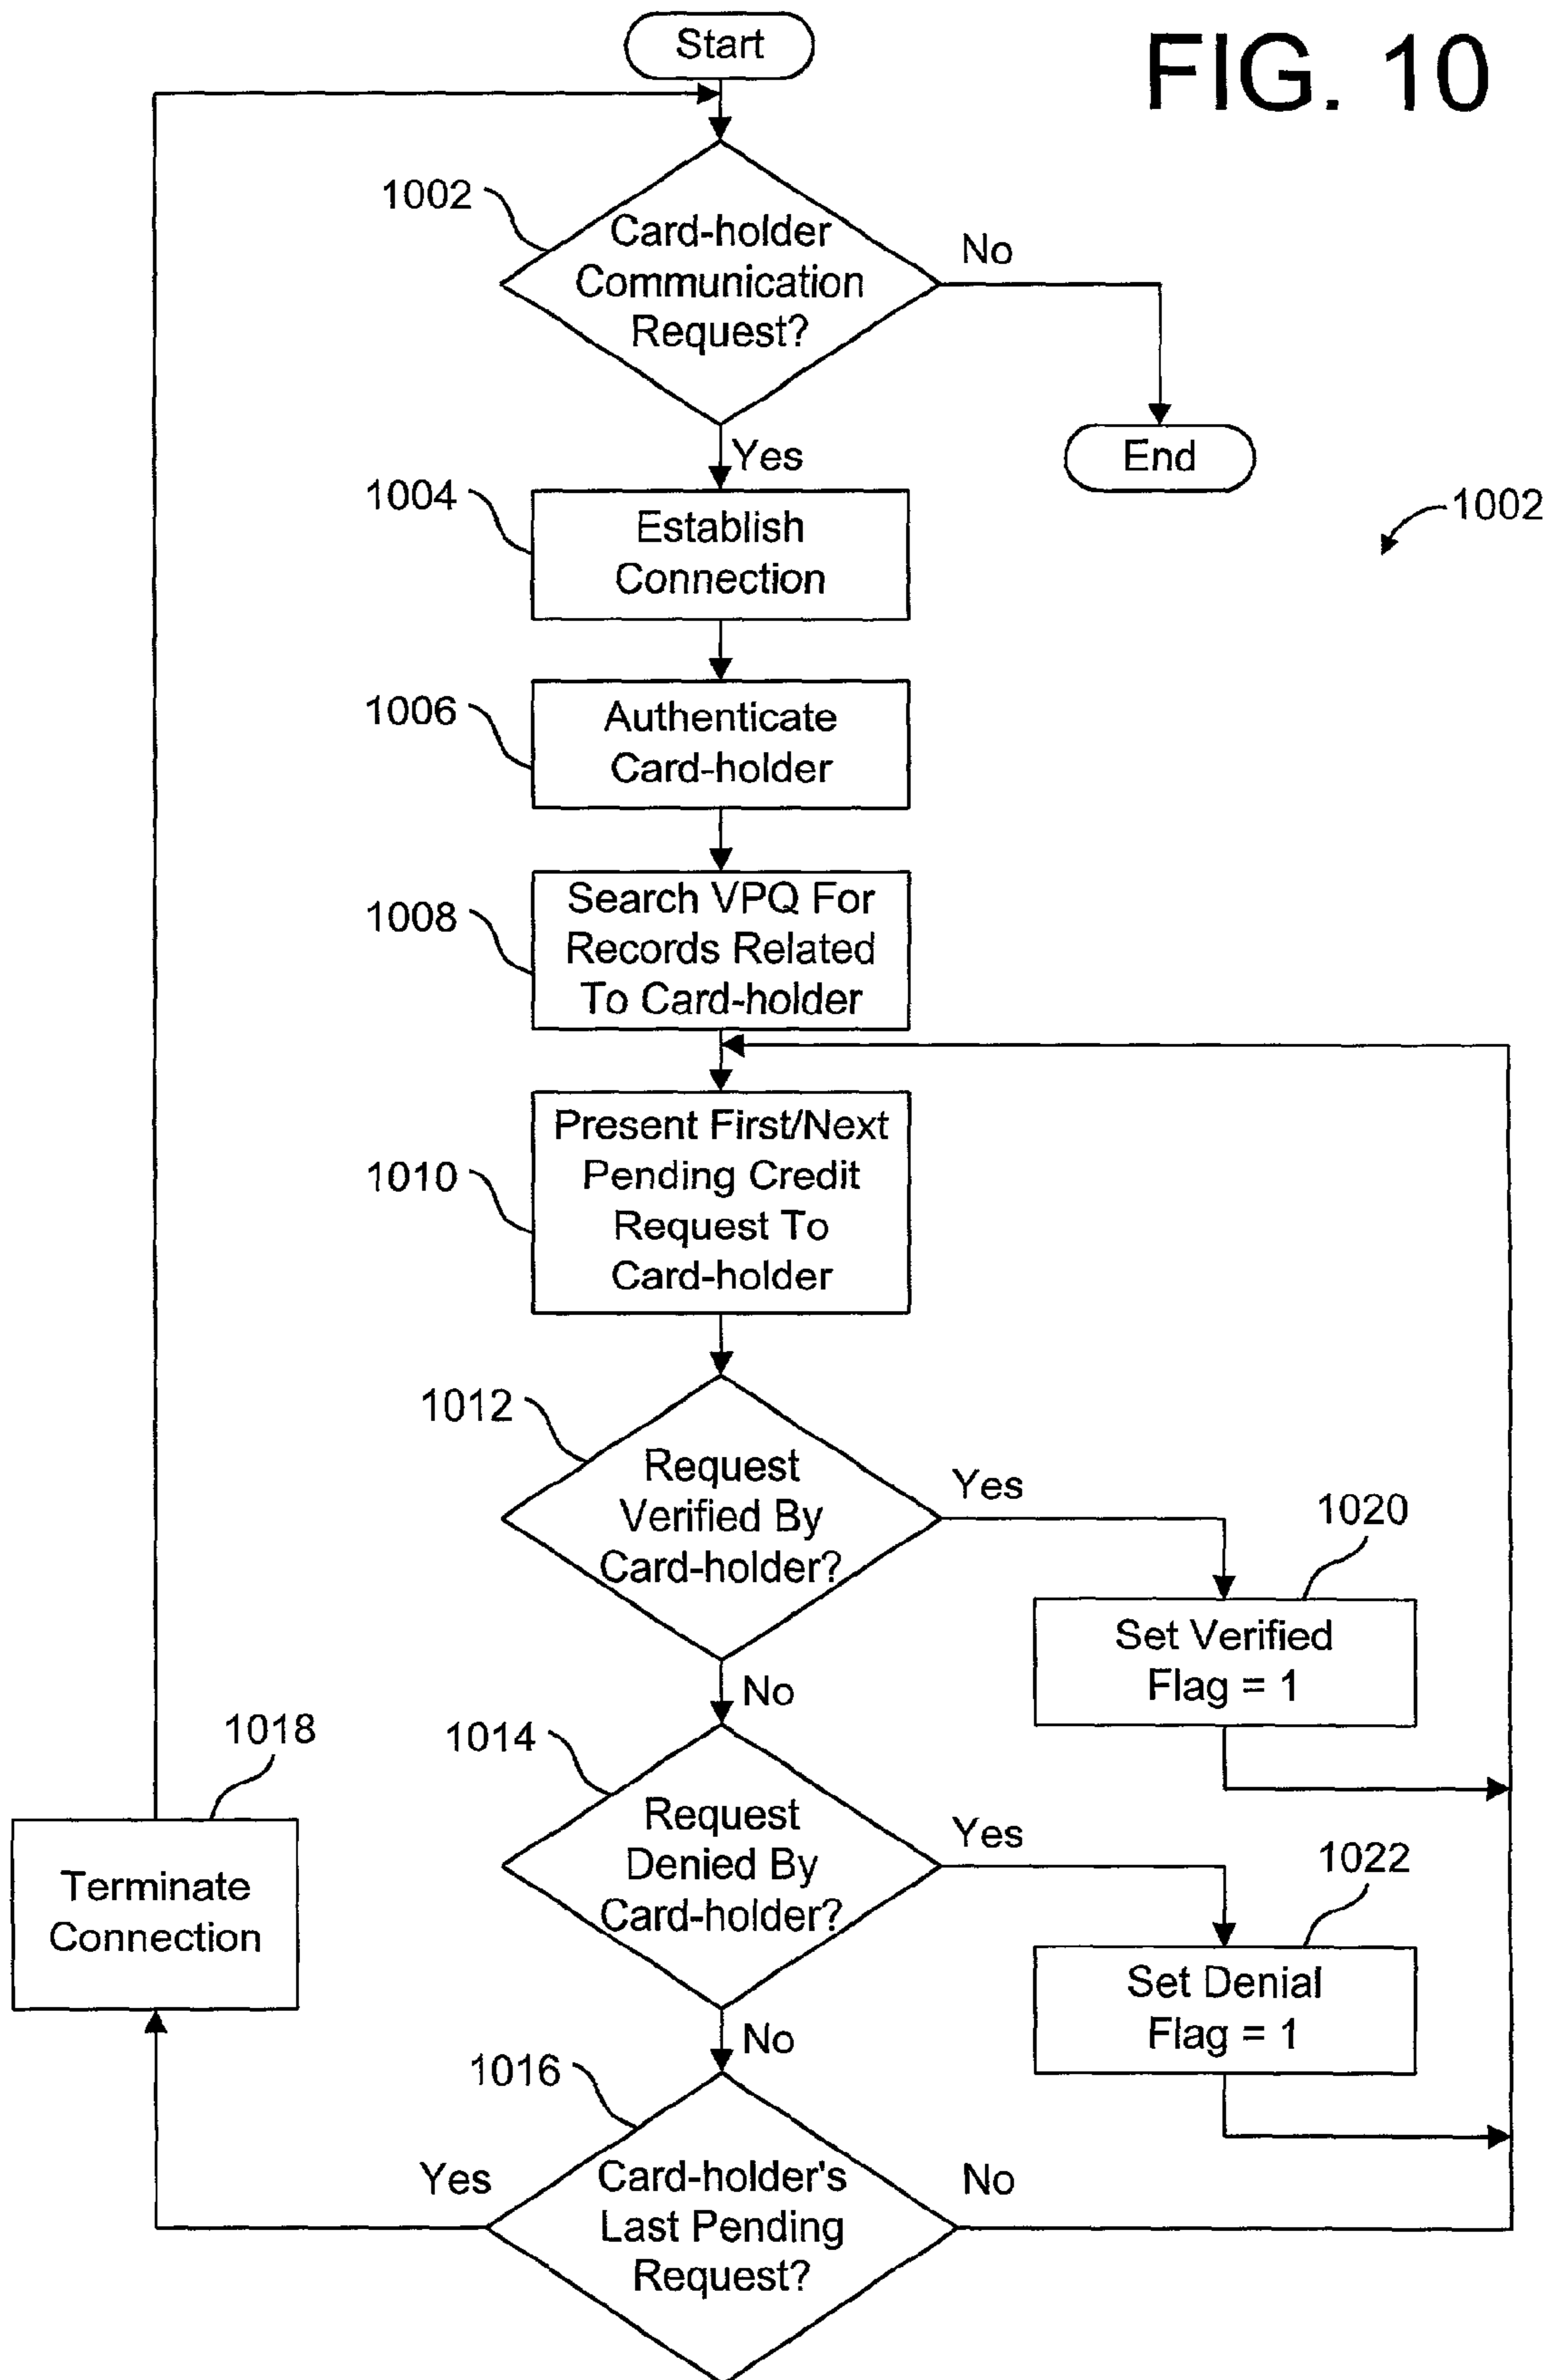 FIG. 10
Start
1002
Card-holder
Communication
Request?
No
End
Yes
1002
1004
Establish
Connection
1006
Authenticate
Card-holder
1008
Search VPQ For
Records Related
To Card-holder
1010
Present First/Next
Pending Credit
Request To
Card-holder
1012
Request
Verified By
Card-holder?
Yes
1020
Set Verified
Flag = 1
No
1014
Request
Denied By
Card-holder?
Yes
1022
Set Denial
Flag = 1
1018
Terminate
Connection
No
1016
Card-holder's
Last Pending
Request?
Yes
No